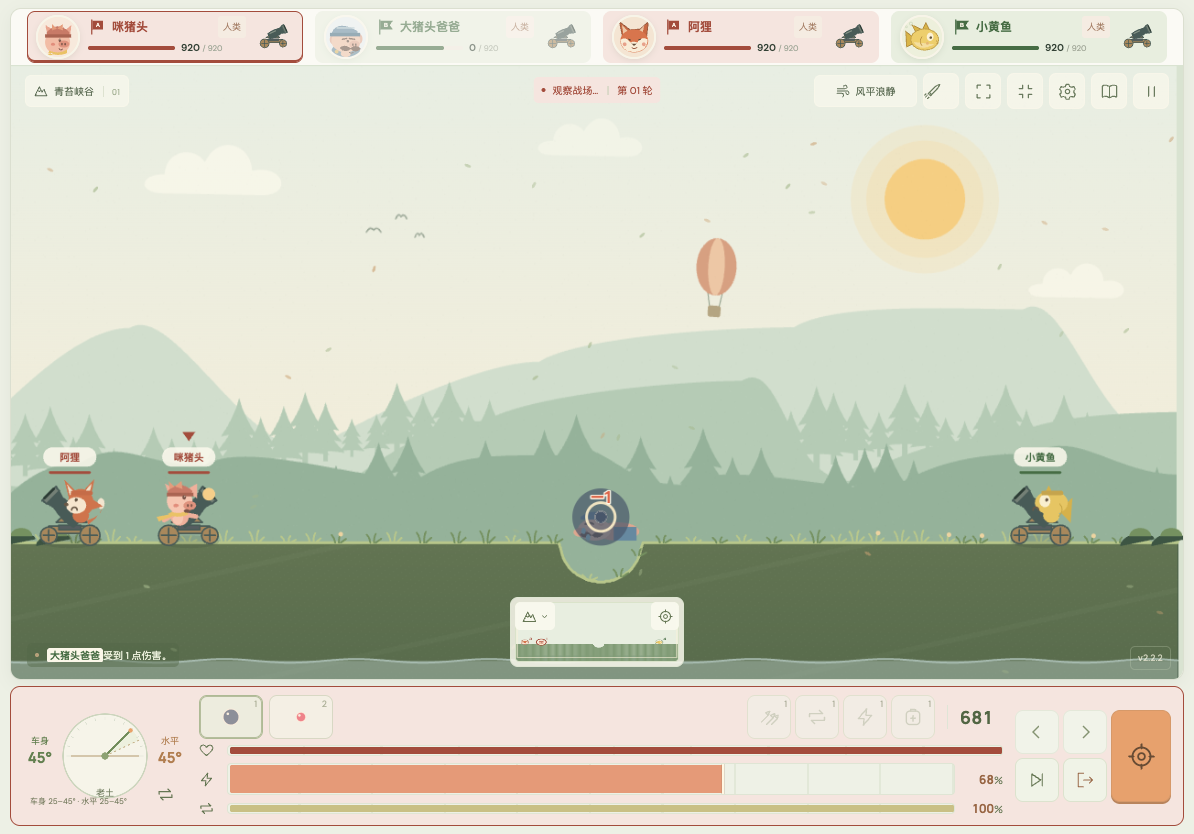 A 咪猪头 人类
920 / 920
B 大猪头爸爸 人类
0 / 920
A 阿狸 人类
920 / 920
B 小黄鱼 人类
920 / 920
青苔峡谷 01
观察战场… 第 01 轮
风平浪静
阿狸
咪猪头
小黄鱼
-1
大猪头爸爸受到 1 点伤害。
v2.2.2
车身
45°
水平
45°
老土
车身 25–45° · 水平 25–45°
1
2
1
1
1
1
681
68%
100%